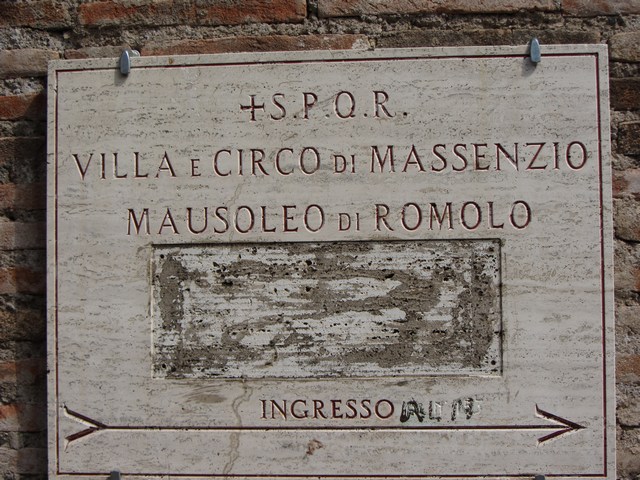 +S.P.Q.R.
VILLA E CIRCO DI MASSENZIO
MAUSOLEO DI ROMOLO
INGRESSO